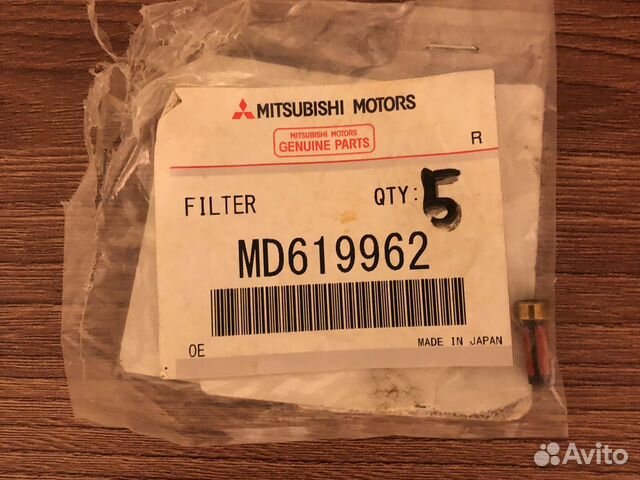 MITSUBISHI MOTORS
MITSUBISHI MOTORS
GENUINE PARTS
R
FILTER QTY: 5
MD619962
OE MADE IN JAPAN
Avito